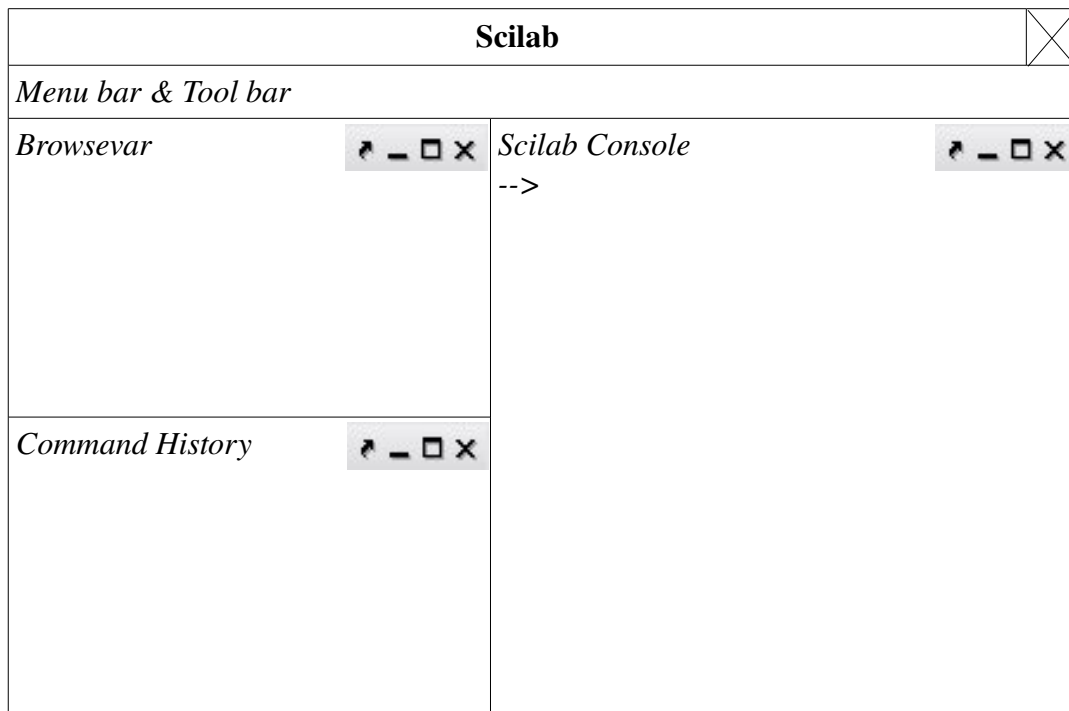 Scilab
Menu bar & Tool bar
Browsevar
Scilab Console
-->
Command History